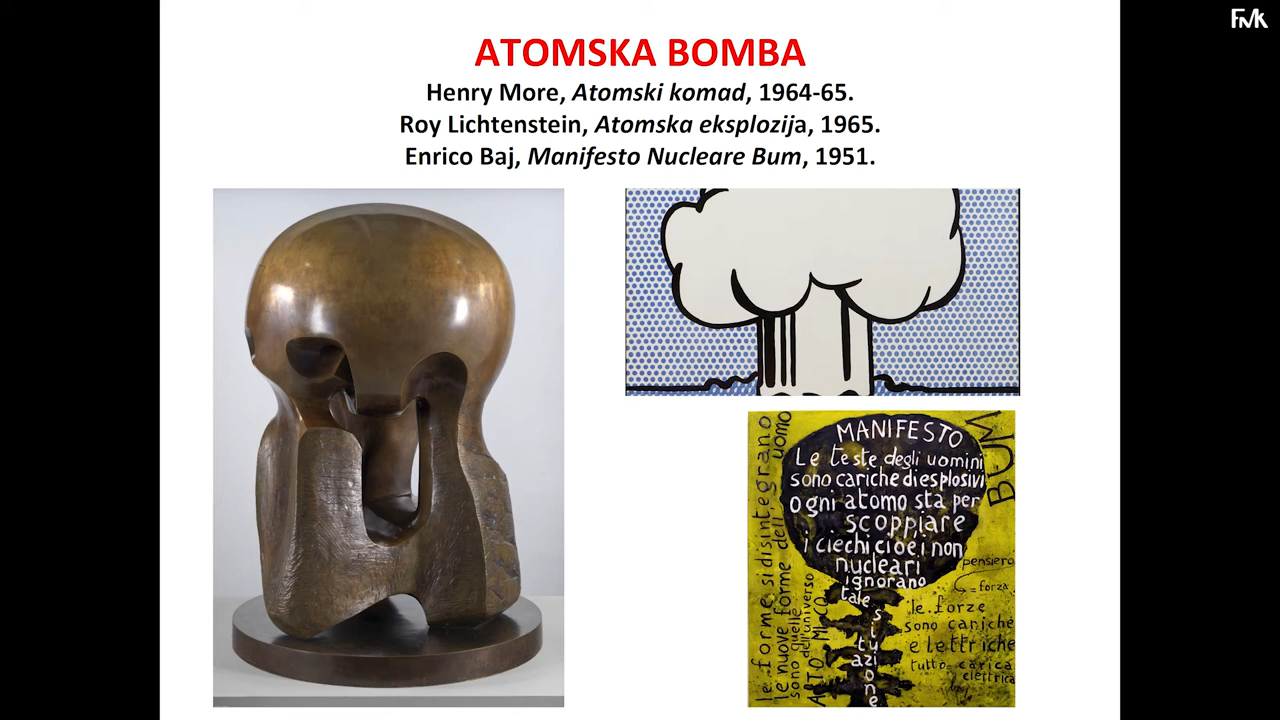 FMK
ATOMSKA BOMBA
Henry More, Atomski komad, 1964-65.
Roy Lichtenstein, Atomska eksplozija, 1965.
Enrico Baj, Manifesto Nucleare Bum, 1951.
MANIFESTO
Le teste degli uomini
sono cariche di esplosivi
ogni atomo sta per
scoppiare
i ciechi cioè i non
nucleari
ignorano
tale
situazione
BUM
le forme si disintegrano
le nuove forme dell'uomo
sono quelle
dell'universo
ATOMICO
pensiero
= forza
le forze
sono cariche
elettriche
tutto carica
elettrica